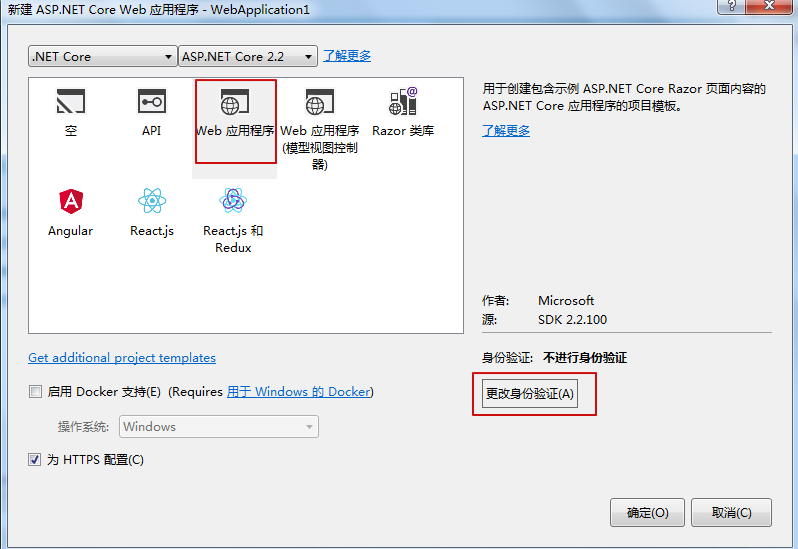 新建 ASP.NET Core Web 应用程序 - WebApplication1
.NET Core
ASP.NET Core 2.2
了解更多
空
API
Web 应用程序
Web 应用程序
(模型视图控制
器)
Razor 类库
Angular
React.js
React.js 和
Redux
用于创建包含示例 ASP.NET Core Razor 页面内容的
ASP.NET Core 应用程序的项目模板。
了解更多
作者: Microsoft
源: SDK 2.2.100
Get additional project templates
身份验证: 不进行身份验证
更改身份验证(A)
启用 Docker 支持(E) (Requires 用于 Windows 的 Docker)
操作系统: Windows
为 HTTPS 配置(C)
确定(O)
取消(C)